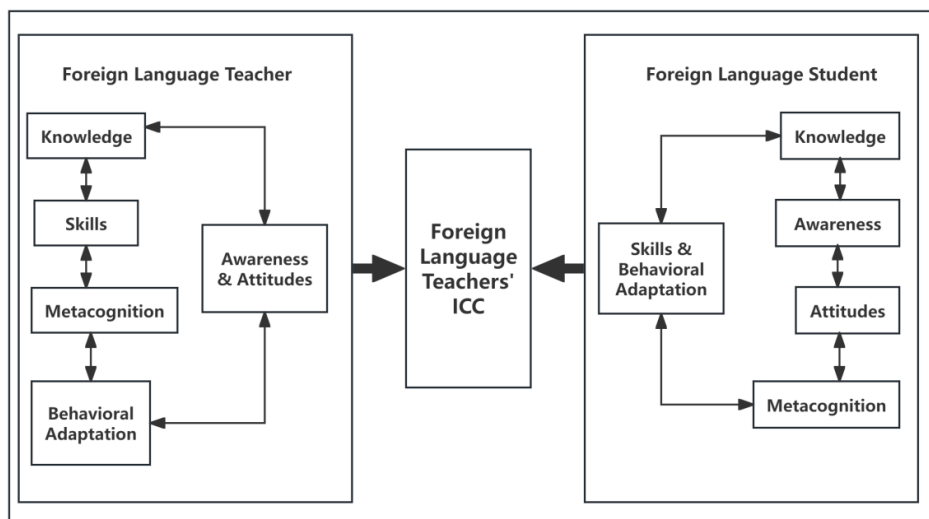 Foreign Language Teacher
Knowledge
Skills
Metacognition
Behavioral
Adaptation
Awareness
& Attitudes
Foreign
Language
Teachers'
ICC
Foreign Language Student
Skills &
Behavioral
Adaptation
Knowledge
Awareness
Attitudes
Metacognition